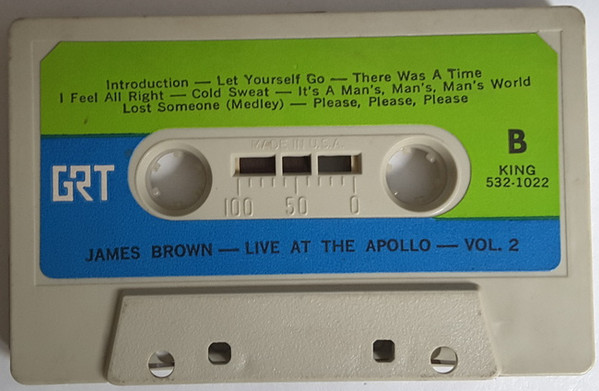 Introduction — Let Yourself Go — There Was A Time
I Feel All Right — Cold Sweat — It's A Man's, Man's, Man's World
Lost Someone (Medley) — Please, Please, Please
MADE IN U.S.A.
B
GRT
KING
532-1022
100 50 0
JAMES BROWN — LIVE AT THE APOLLO — VOL. 2